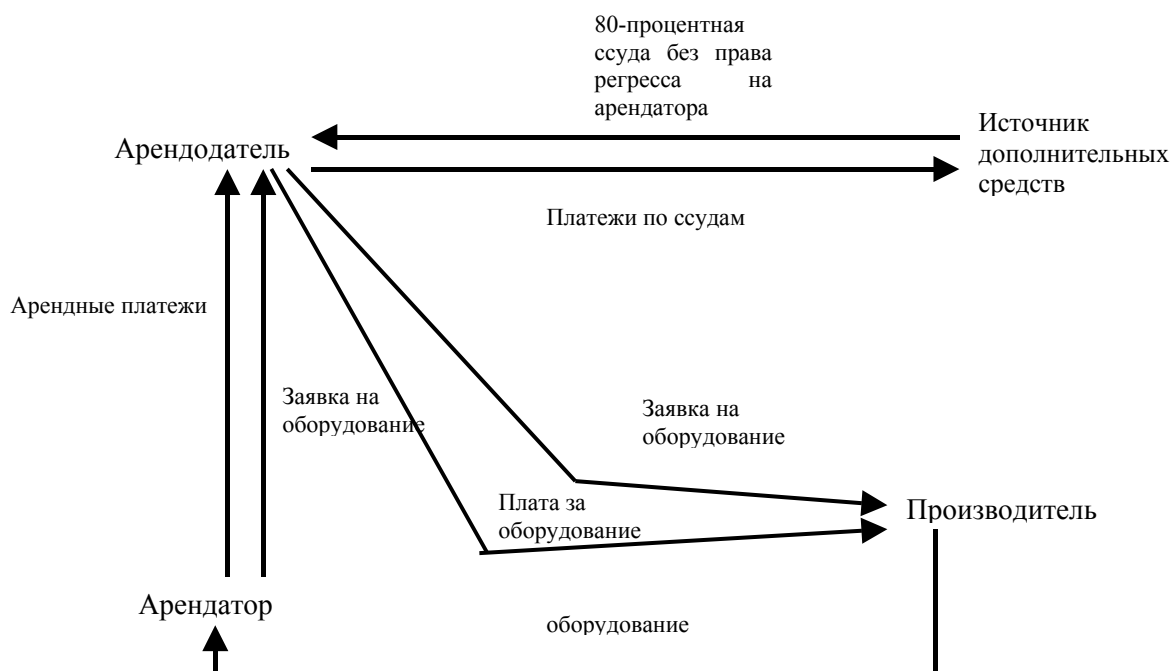 80-процентная
ссуда без права
регресса на
арендатора
Арендодатель
Источник
дополнительных
средств
Платежи по ссудам
Арендные платежи
Заявка на
оборудование
Заявка на
оборудование
Плата за
оборудование
Производитель
Арендатор
оборудование